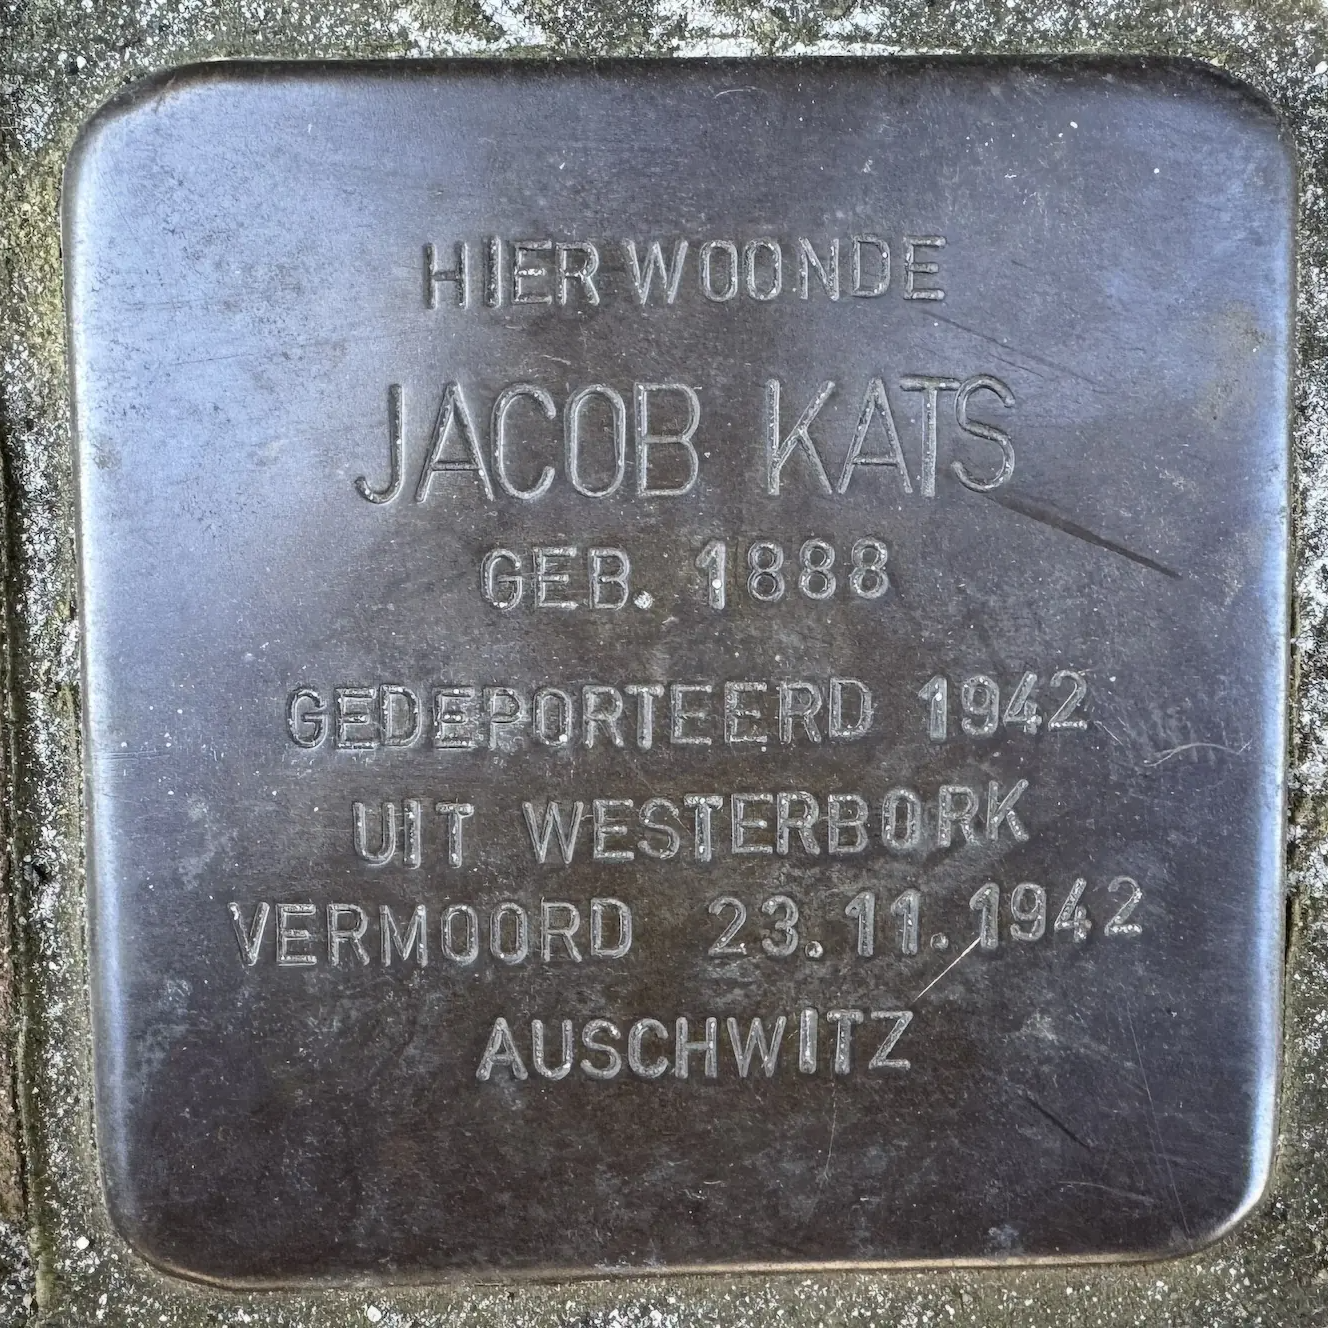 HIER WOONDE
JACOB KATS
GEB. 1888
GEDEPORTEERD 1942
UIT WESTERBORK
VERMOORD 23.11.1942
AUSCHWITZ